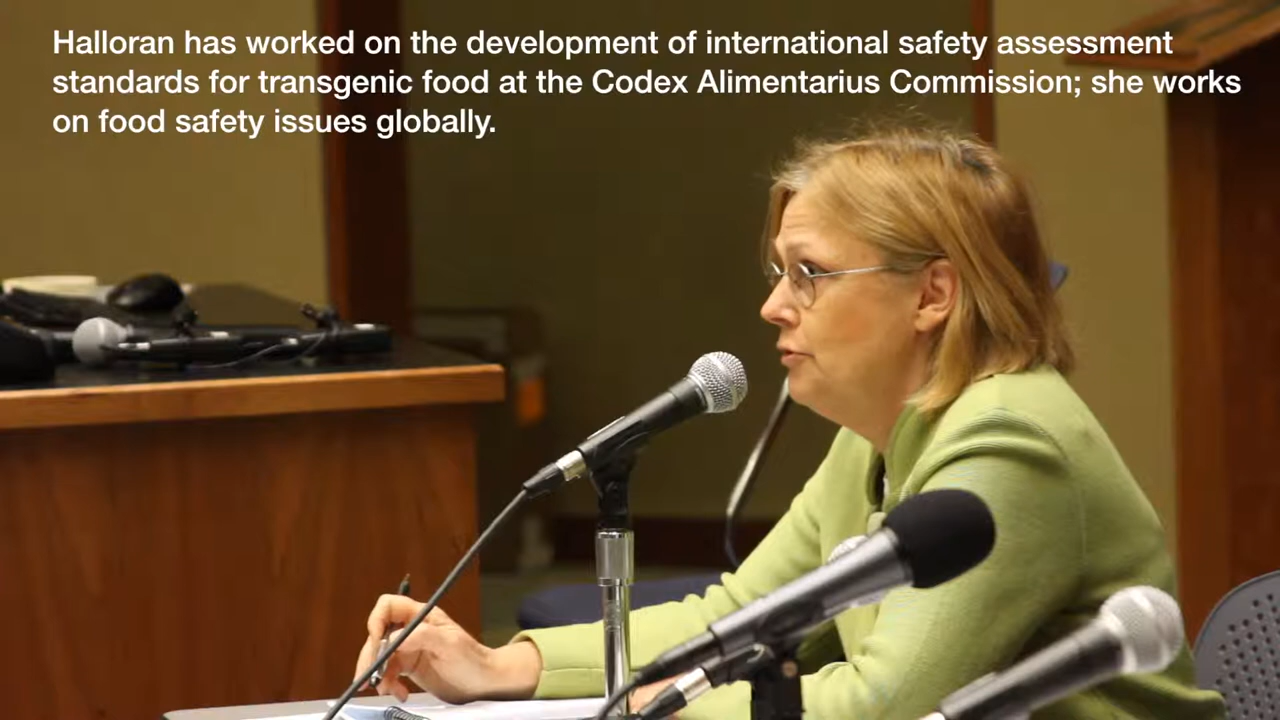 Halloran has worked on the development of international safety assessment
standards for transgenic food at the Codex Alimentarius Commission; she works
on food safety issues globally.